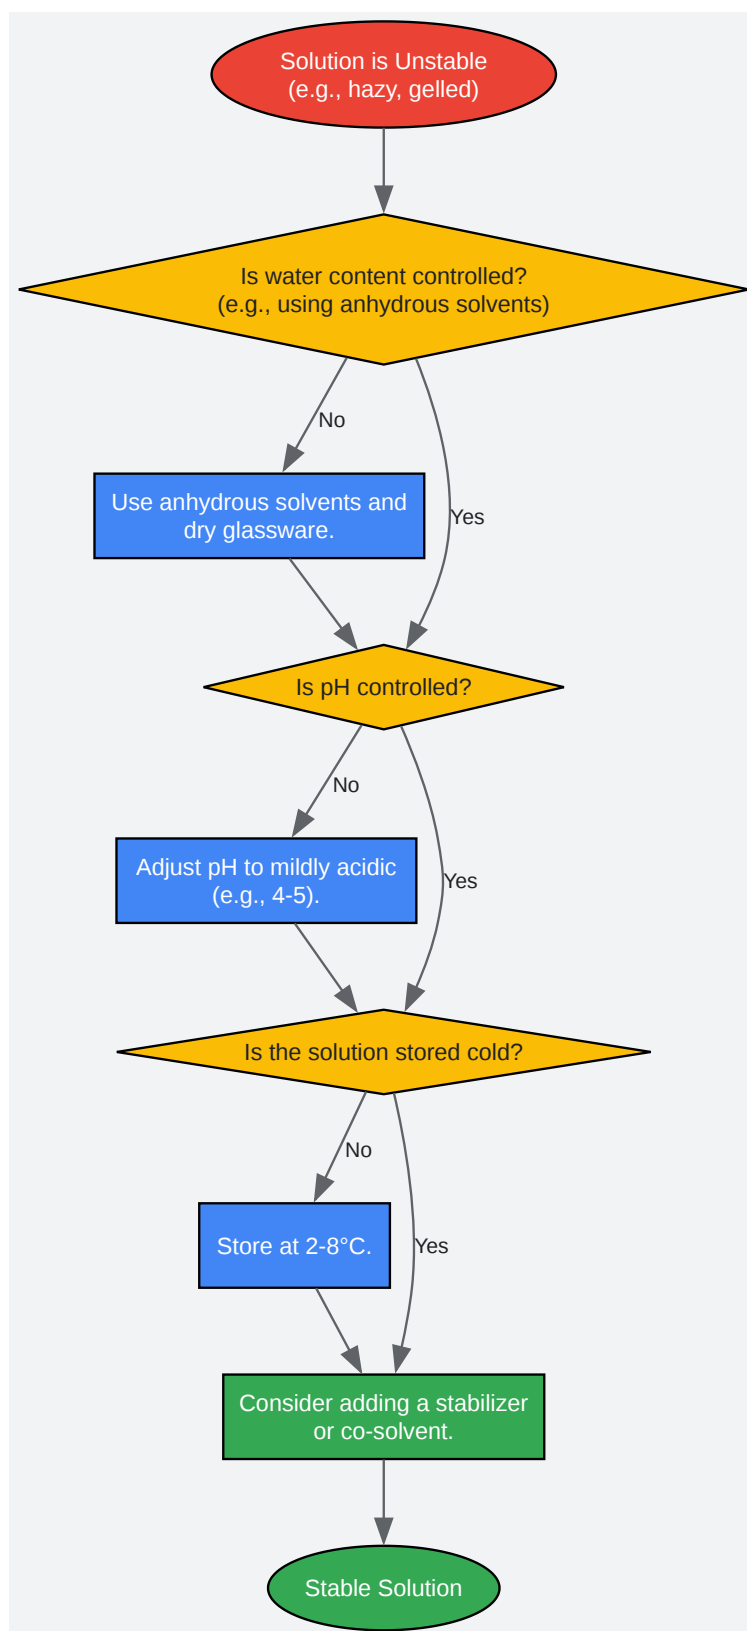 Solution is Unstable
(e.g., hazy, gelled)
Is water content controlled?
(e.g., using anhydrous solvents)
No
Use anhydrous solvents and
dry glassware.
Yes
Is pH controlled?
No
Adjust pH to mildly acidic
(e.g., 4-5).
Yes
Is the solution stored cold?
No
Store at 2-8°C.
Yes
Consider adding a stabilizer
or co-solvent.
Stable Solution